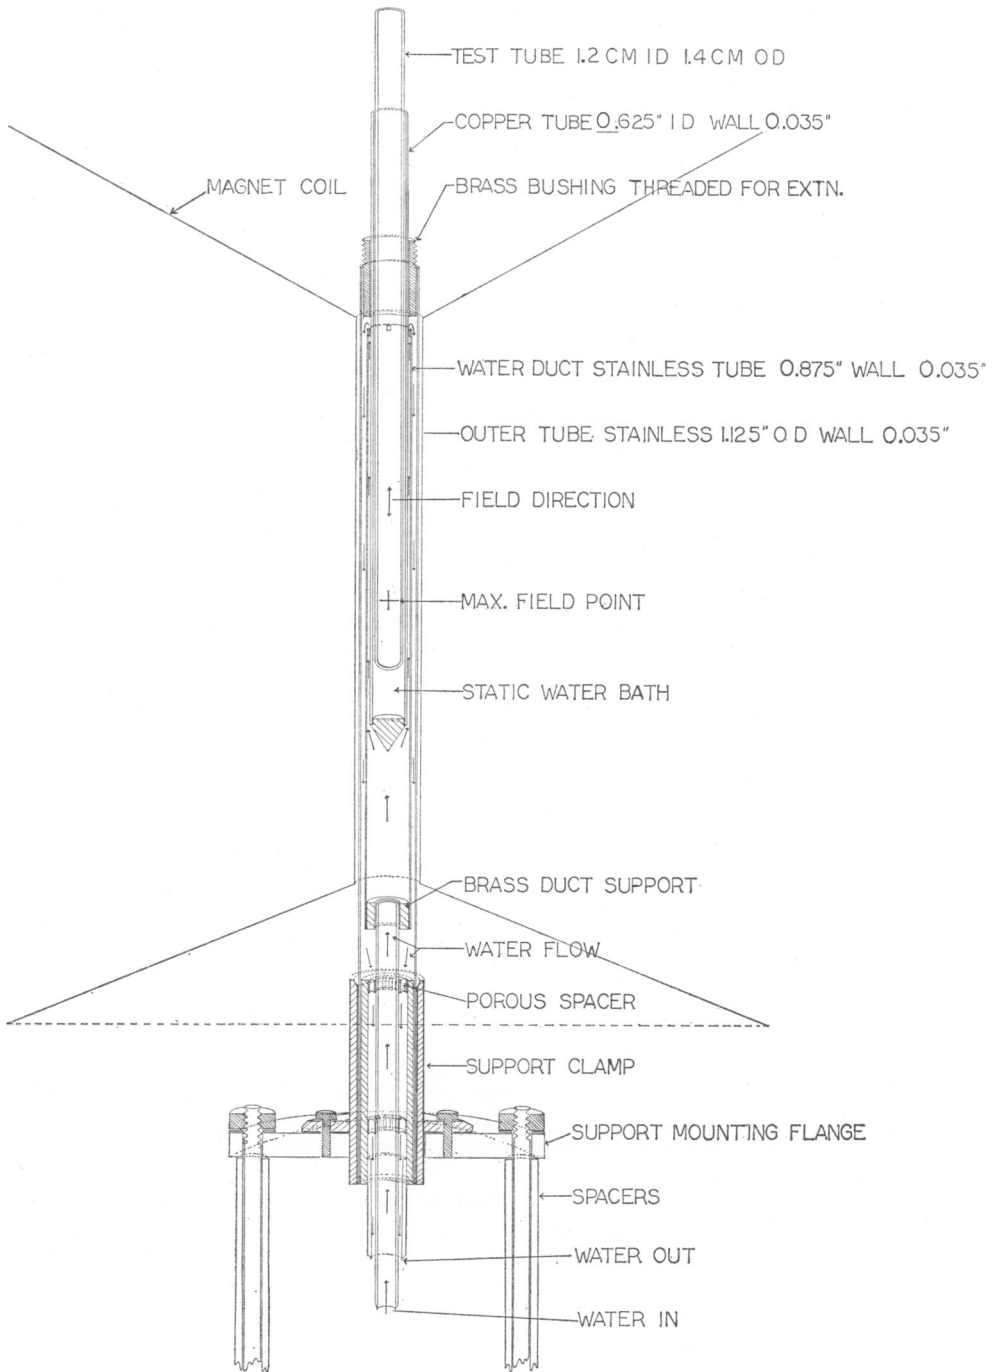 TEST TUBE 1.2 CM ID 1.4 CM OD
COPPER TUBE 0.625" ID WALL 0.035"
MAGNET COIL
BRASS BUSHING THREADED FOR EXTN.
WATER DUCT STAINLESS TUBE 0.875" WALL 0.035"
OUTER TUBE STAINLESS 1.125" OD WALL 0.035"
FIELD DIRECTION
MAX. FIELD POINT
STATIC WATER BATH
BRASS DUCT SUPPORT
WATER FLOW
POROUS SPACER
SUPPORT CLAMP
SUPPORT MOUNTING FLANGE
SPACERS
WATER OUT
WATER IN